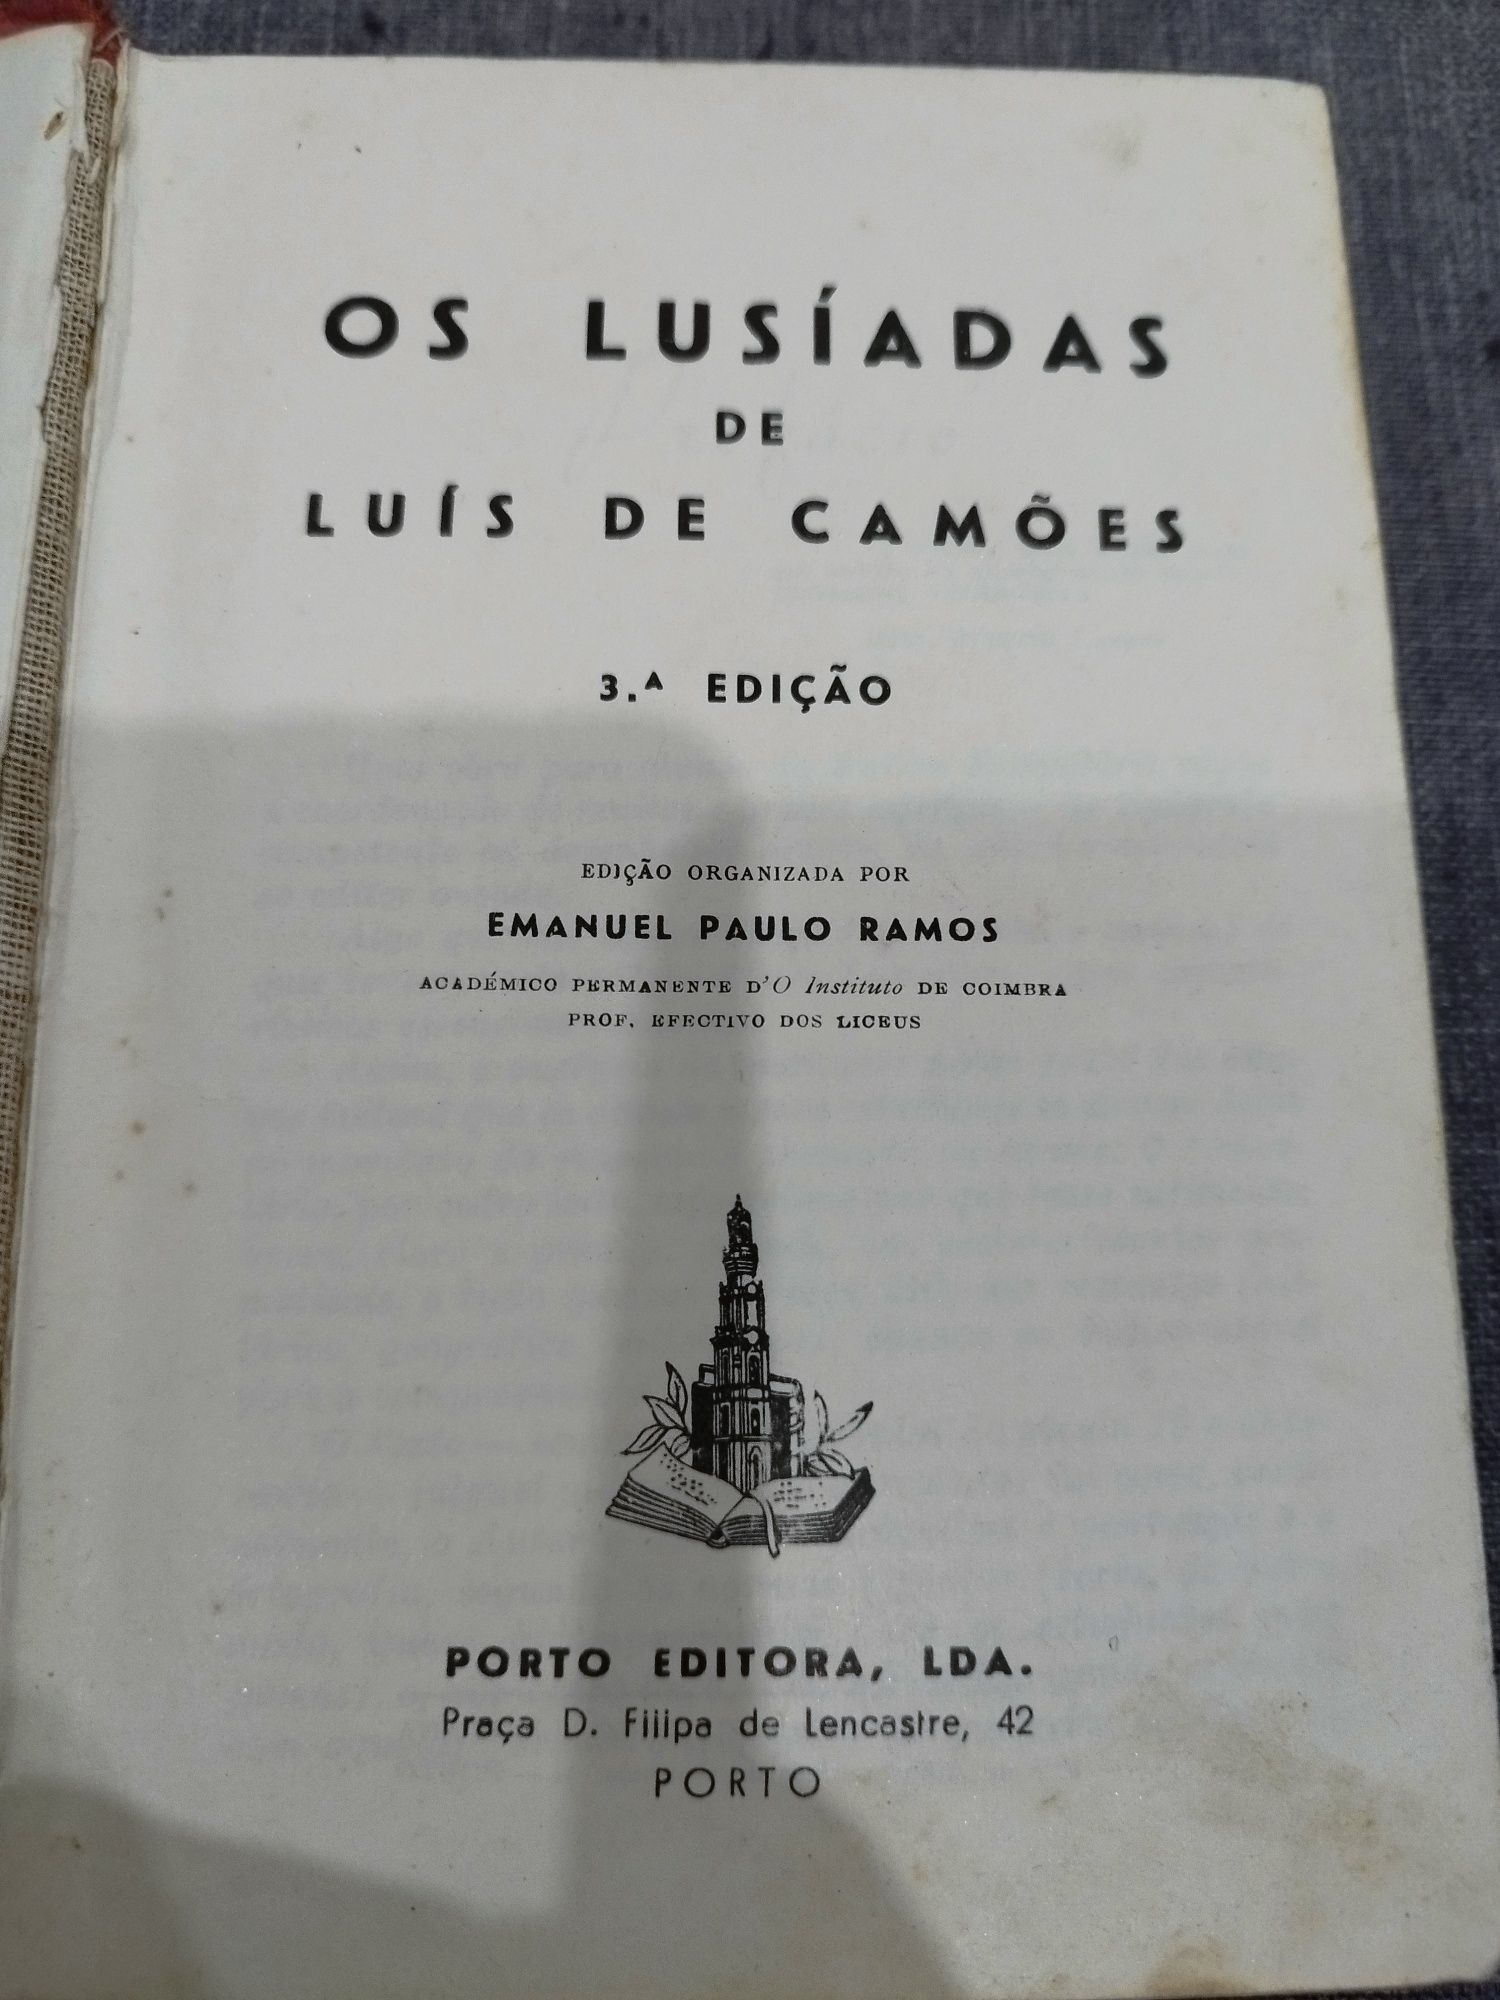 OS LUSÍADAS
DE
LUÍS DE CAMÕES
3.ª EDIÇÃO
EDIÇÃO ORGANIZADA POR
EMANUEL PAULO RAMOS
ACADÉMICO PERMANENTE D'O Instituto DE COIMBRA
PROF. EFECTIVO DOS LICEUS
PORTO EDITORA, LDA.
Praça D. Filipa de Lencastre, 42
PORTO